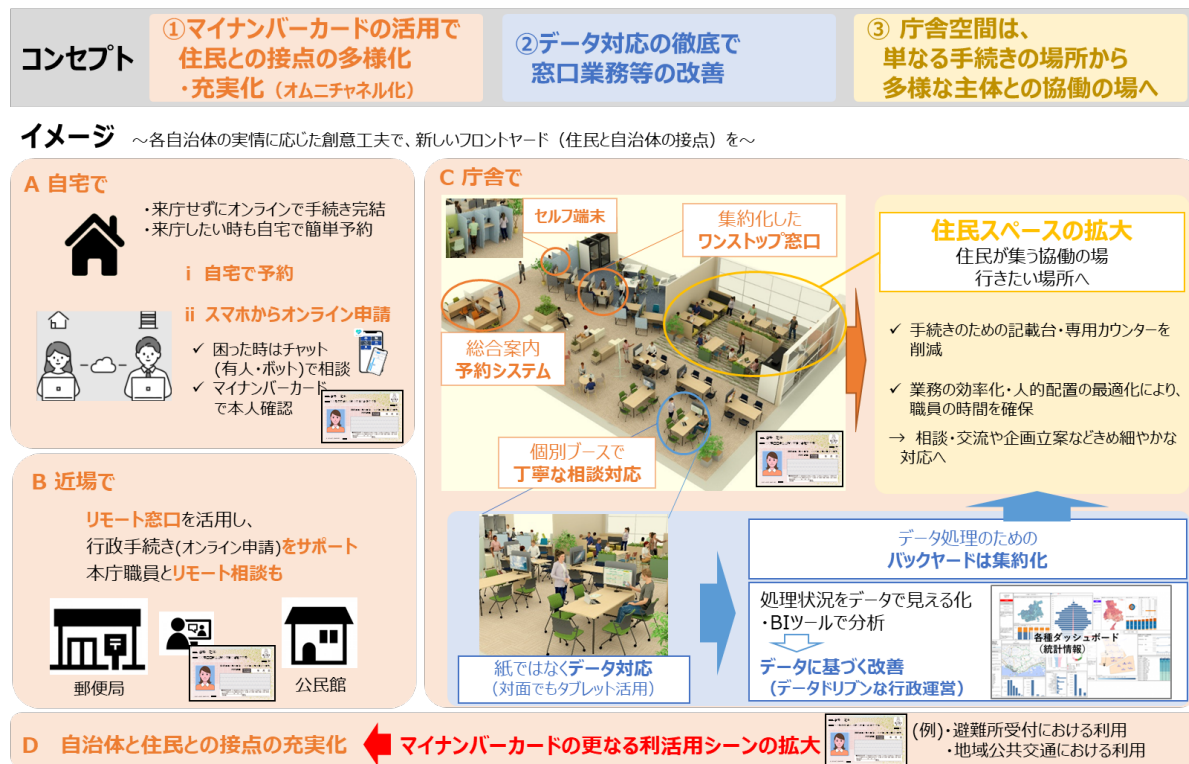 コンセプト
①マイナンバーカードの活用で
住民との接点の多様化
・充実化（オムニチャネル化）
②データ対応の徹底で
窓口業務等の改善
③ 庁舎空間は、
単なる手続きの場所から
多様な主体との協働の場へ
イメージ ～各自治体の実情に応じた創意工夫で、新しいフロントヤード（住民と自治体の接点）を～
A 自宅で
・来庁せずにオンラインで手続き完結
・来庁したい時も自宅で簡単予約
i 自宅で予約
ii スマホからオンライン申請
✓ 困った時はチャット
(有人・ボット)で相談
✓ マイナンバーカード
で本人確認
B 近場で
リモート窓口を活用し、
行政手続き(オンライン申請)をサポート
本庁職員とリモート相談も
郵便局
公民館
C 庁舎で
セルフ端末
集約化した
ワンストップ窓口
総合案内
予約システム
個別ブースで
丁寧な相談対応
住民スペースの拡大
住民が集う協働の場
行きたい場所へ
✓ 手続きのための記載台・専用カウンターを
削減
✓ 業務の効率化・人的配置の最適化により、
職員の時間を確保
→ 相談・交流や企画立案などきめ細やかな
対応へ
紙ではなくデータ対応
(対面でもタブレット活用)
データ処理のための
バックヤードは集約化
処理状況をデータで見える化
・BIツールで分析
データに基づく改善
(データドリブンな行政運営)
各種ダッシュボード
(統計情報)
D 自治体と住民との接点の充実化
マイナンバーカードの更なる利活用シーンの拡大
(例)・避難所受付における利用
・地域公共交通における利用